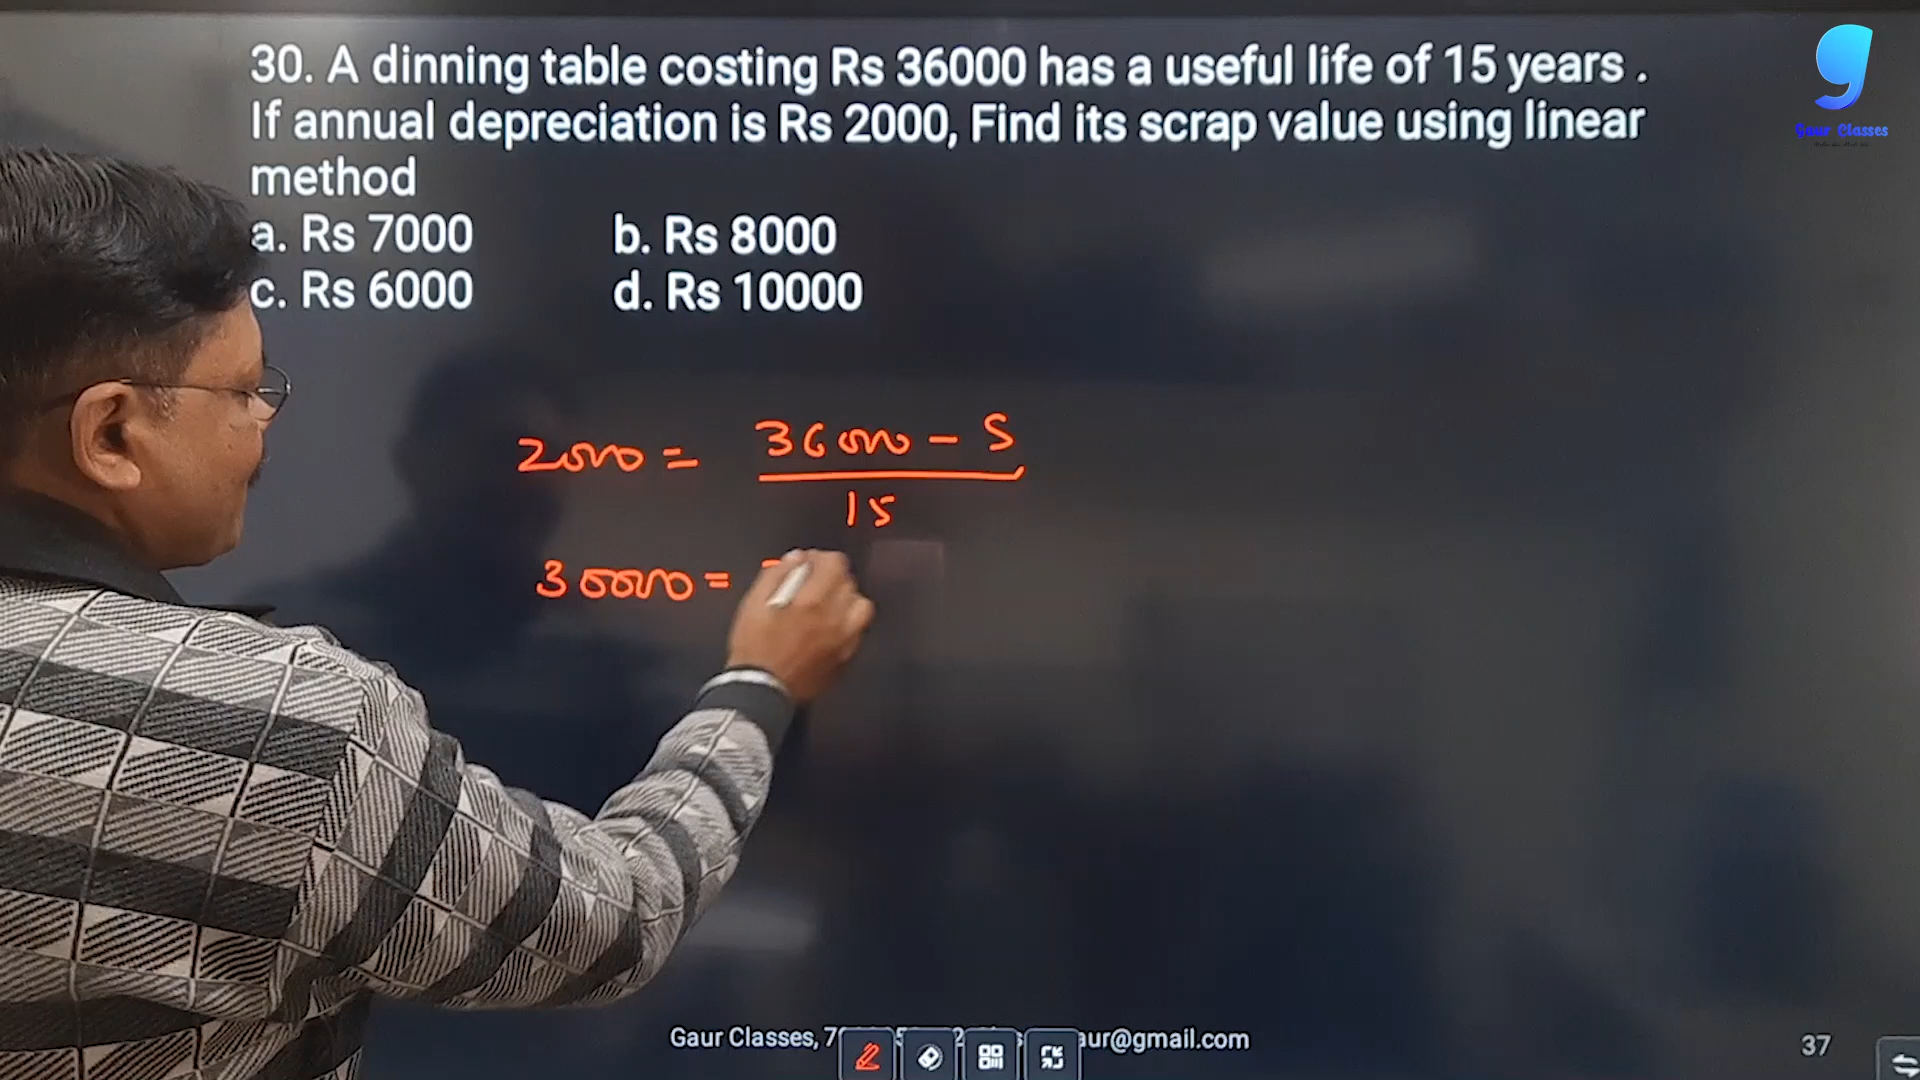 30. A dinning table costing Rs 36000 has a useful life of 15 years .
If annual depreciation is Rs 2000, Find its scrap value using linear
method
a. Rs 7000 b. Rs 8000
c. Rs 6000 d. Rs 10000
g
Gaur Classes
2000 = 36000 - S
15
30000 =
Gaur Classes, aur@gmail.com
37